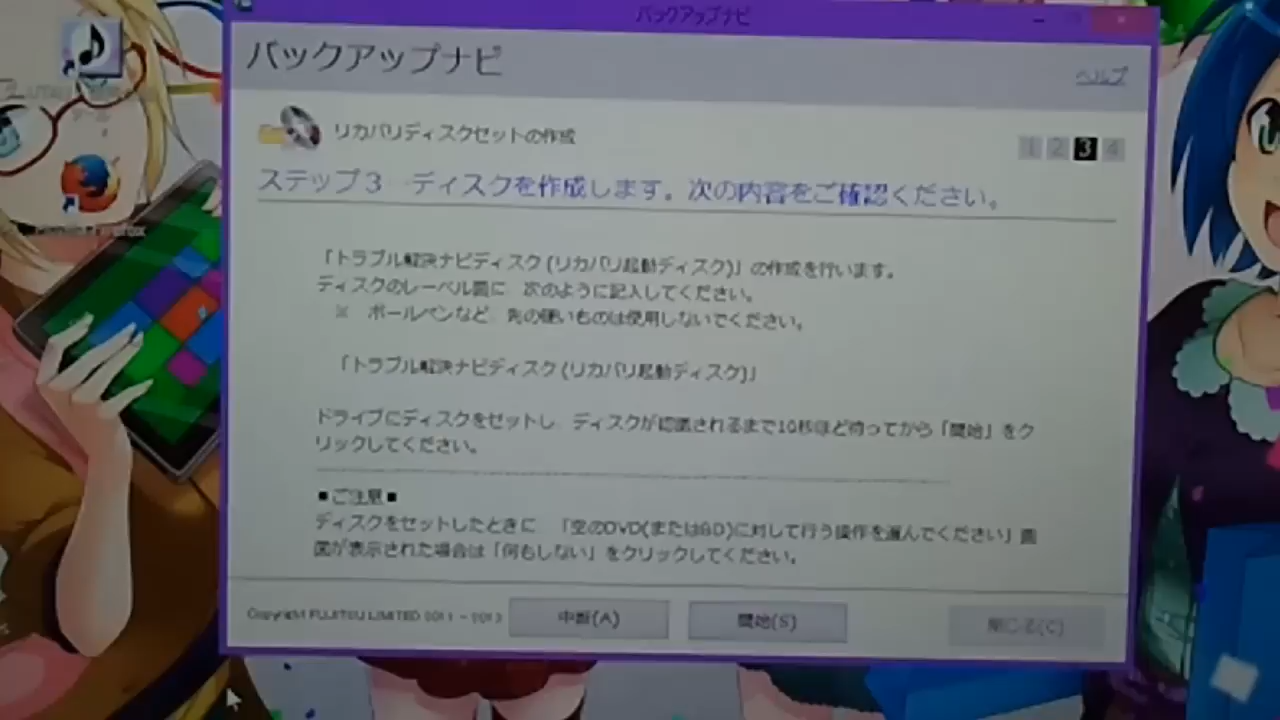 バックアップナビ
バックアップナビ
ヘルプ
リカバリディスクセットの作成
1 2 3 4
ステップ３ ディスクを作成します。次の内容をご確認ください。
「トラブル解決ナビディスク(リカバリ起動ディスク)」の作成を行います。
ディスクのレーベル面に、次のように記入してください。
※ ボールペンなど、先の硬いものは使用しないでください。
「トラブル解決ナビディスク(リカバリ起動ディスク)」
ドライブにディスクをセットし、ディスクが認識されるまで10秒ほど待ってから「開始」をク
リックしてください。
■ご注意■
ディスクをセットしたときに、「空のDVD(またはBD)に対して行う操作を選んでください」画
面が表示された場合は「何もしない」をクリックしてください。
Copyright FUJITSU LIMITED 2011 - 2013
中断(A)
開始(S)
閉じる(C)